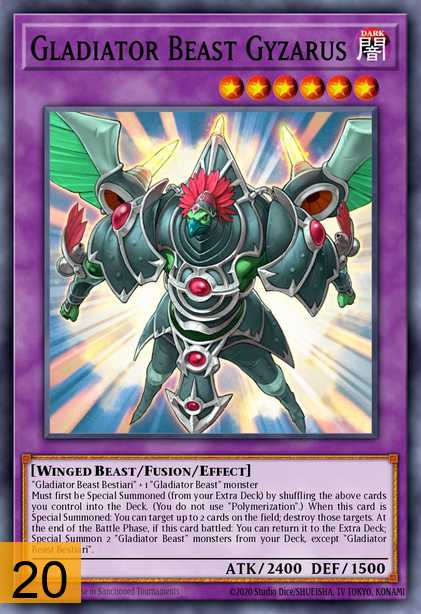 GLADIATOR BEAST GYZARUS
DARK
闇
[WINGED BEAST/FUSION/EFFECT]
"Gladiator Beast Bestiari" + 1 "Gladiator Beast" monster
Must first be Special Summoned (from your Extra Deck) by shuffling the above cards
you control into the Deck. (You do not use "Polymerization".) When this card is
Special Summoned: You can target up to 2 cards on the field; destroy those targets. At
the end of the Battle Phase, if this card battled: You can return it to the Extra Deck;
Special Summon 2 "Gladiator Beast" monsters from your Deck, except "Gladiator
Beast Bestiari".
ATK/2400 DEF/1500
20
se in Sanctioned Tournaments
©2020 Studio Dice/SHUEISHA, TV TOKYO, KONAMI